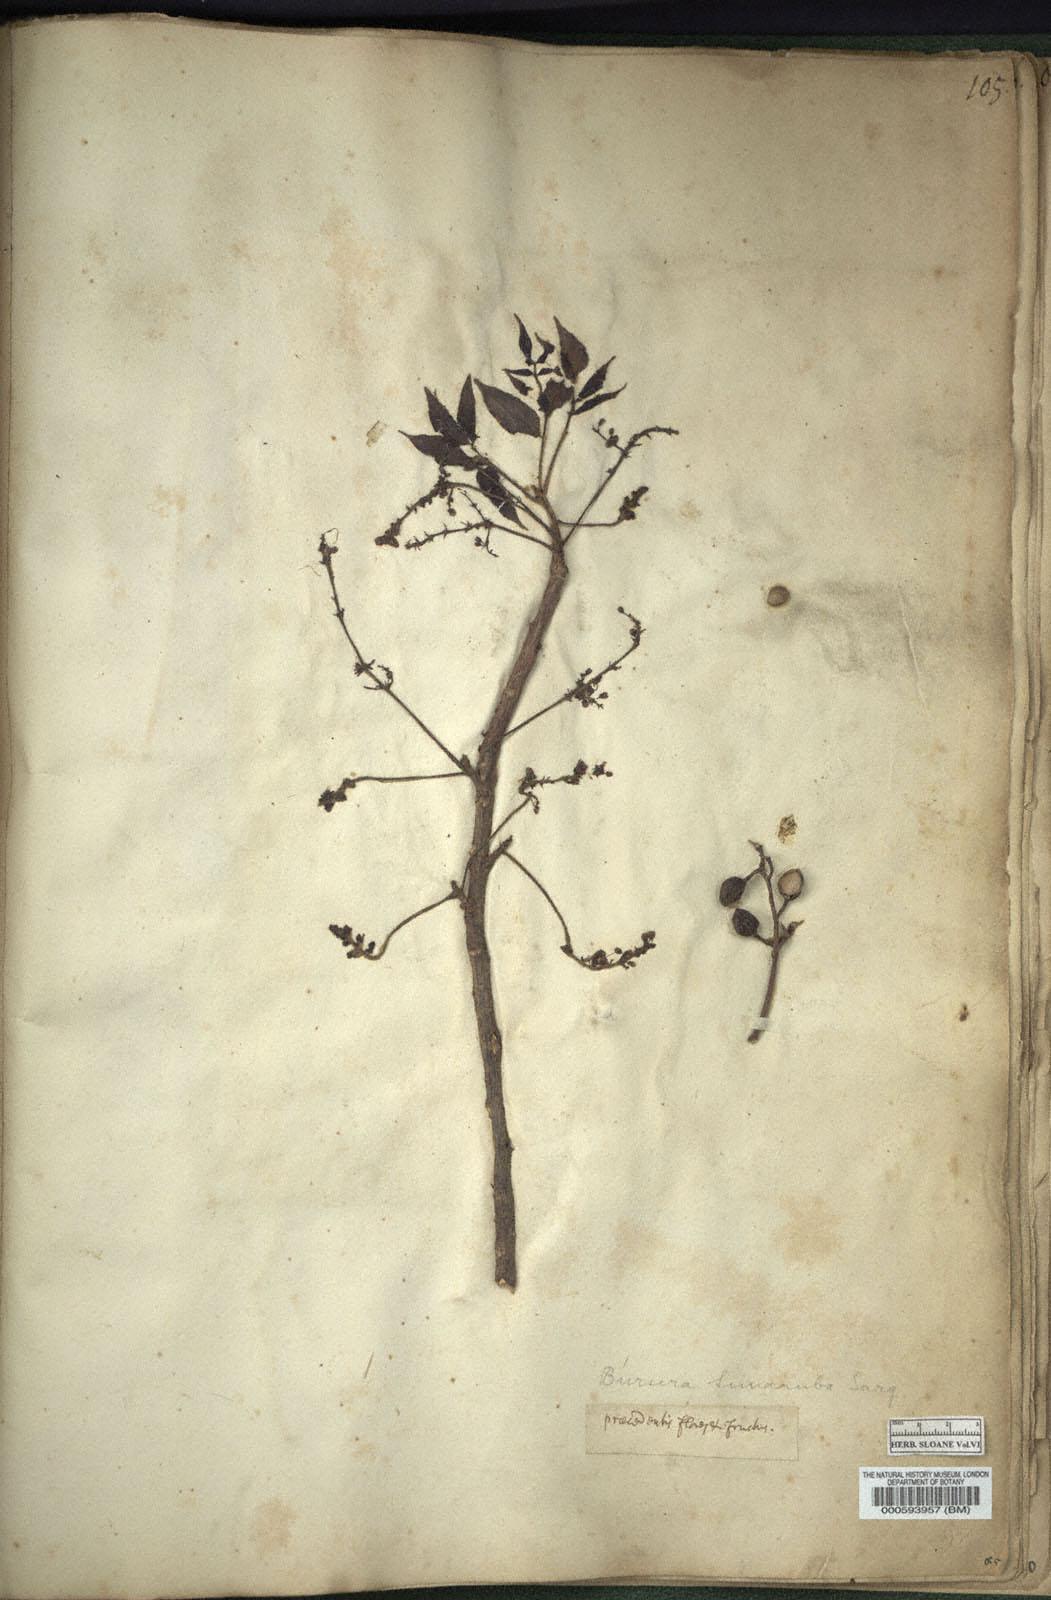 105.
Bursera Simaruba Sarg
praecedentis flores et fructus.
HERB. SLOANE Vol.VI
THE NATURAL HISTORY MUSEUM, LONDON
DEPARTMENT OF BOTANY
000593957 (BM)